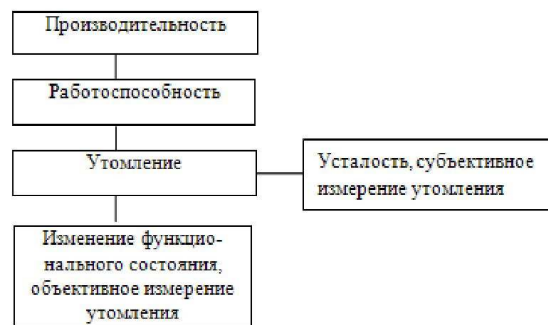 Производительность
Работоспособность
Утомление
Усталость, субъективное
измерение утомления
Изменение функцио-
нального состояния,
объективное измерение
утомления